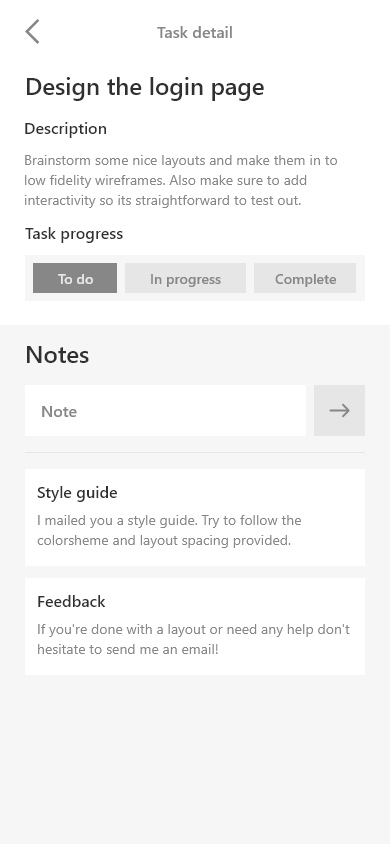 Task detail
Design the login page
Description
Brainstorm some nice layouts and make them in to
low fidelity wireframes. Also make sure to add
interactivity so its straightforward to test out.
Task progress
To do
In progress
Complete
Notes
Note
Style guide
I mailed you a style guide. Try to follow the
colorsheme and layout spacing provided.
Feedback
If you're done with a layout or need any help don't
hesitate to send me an email!